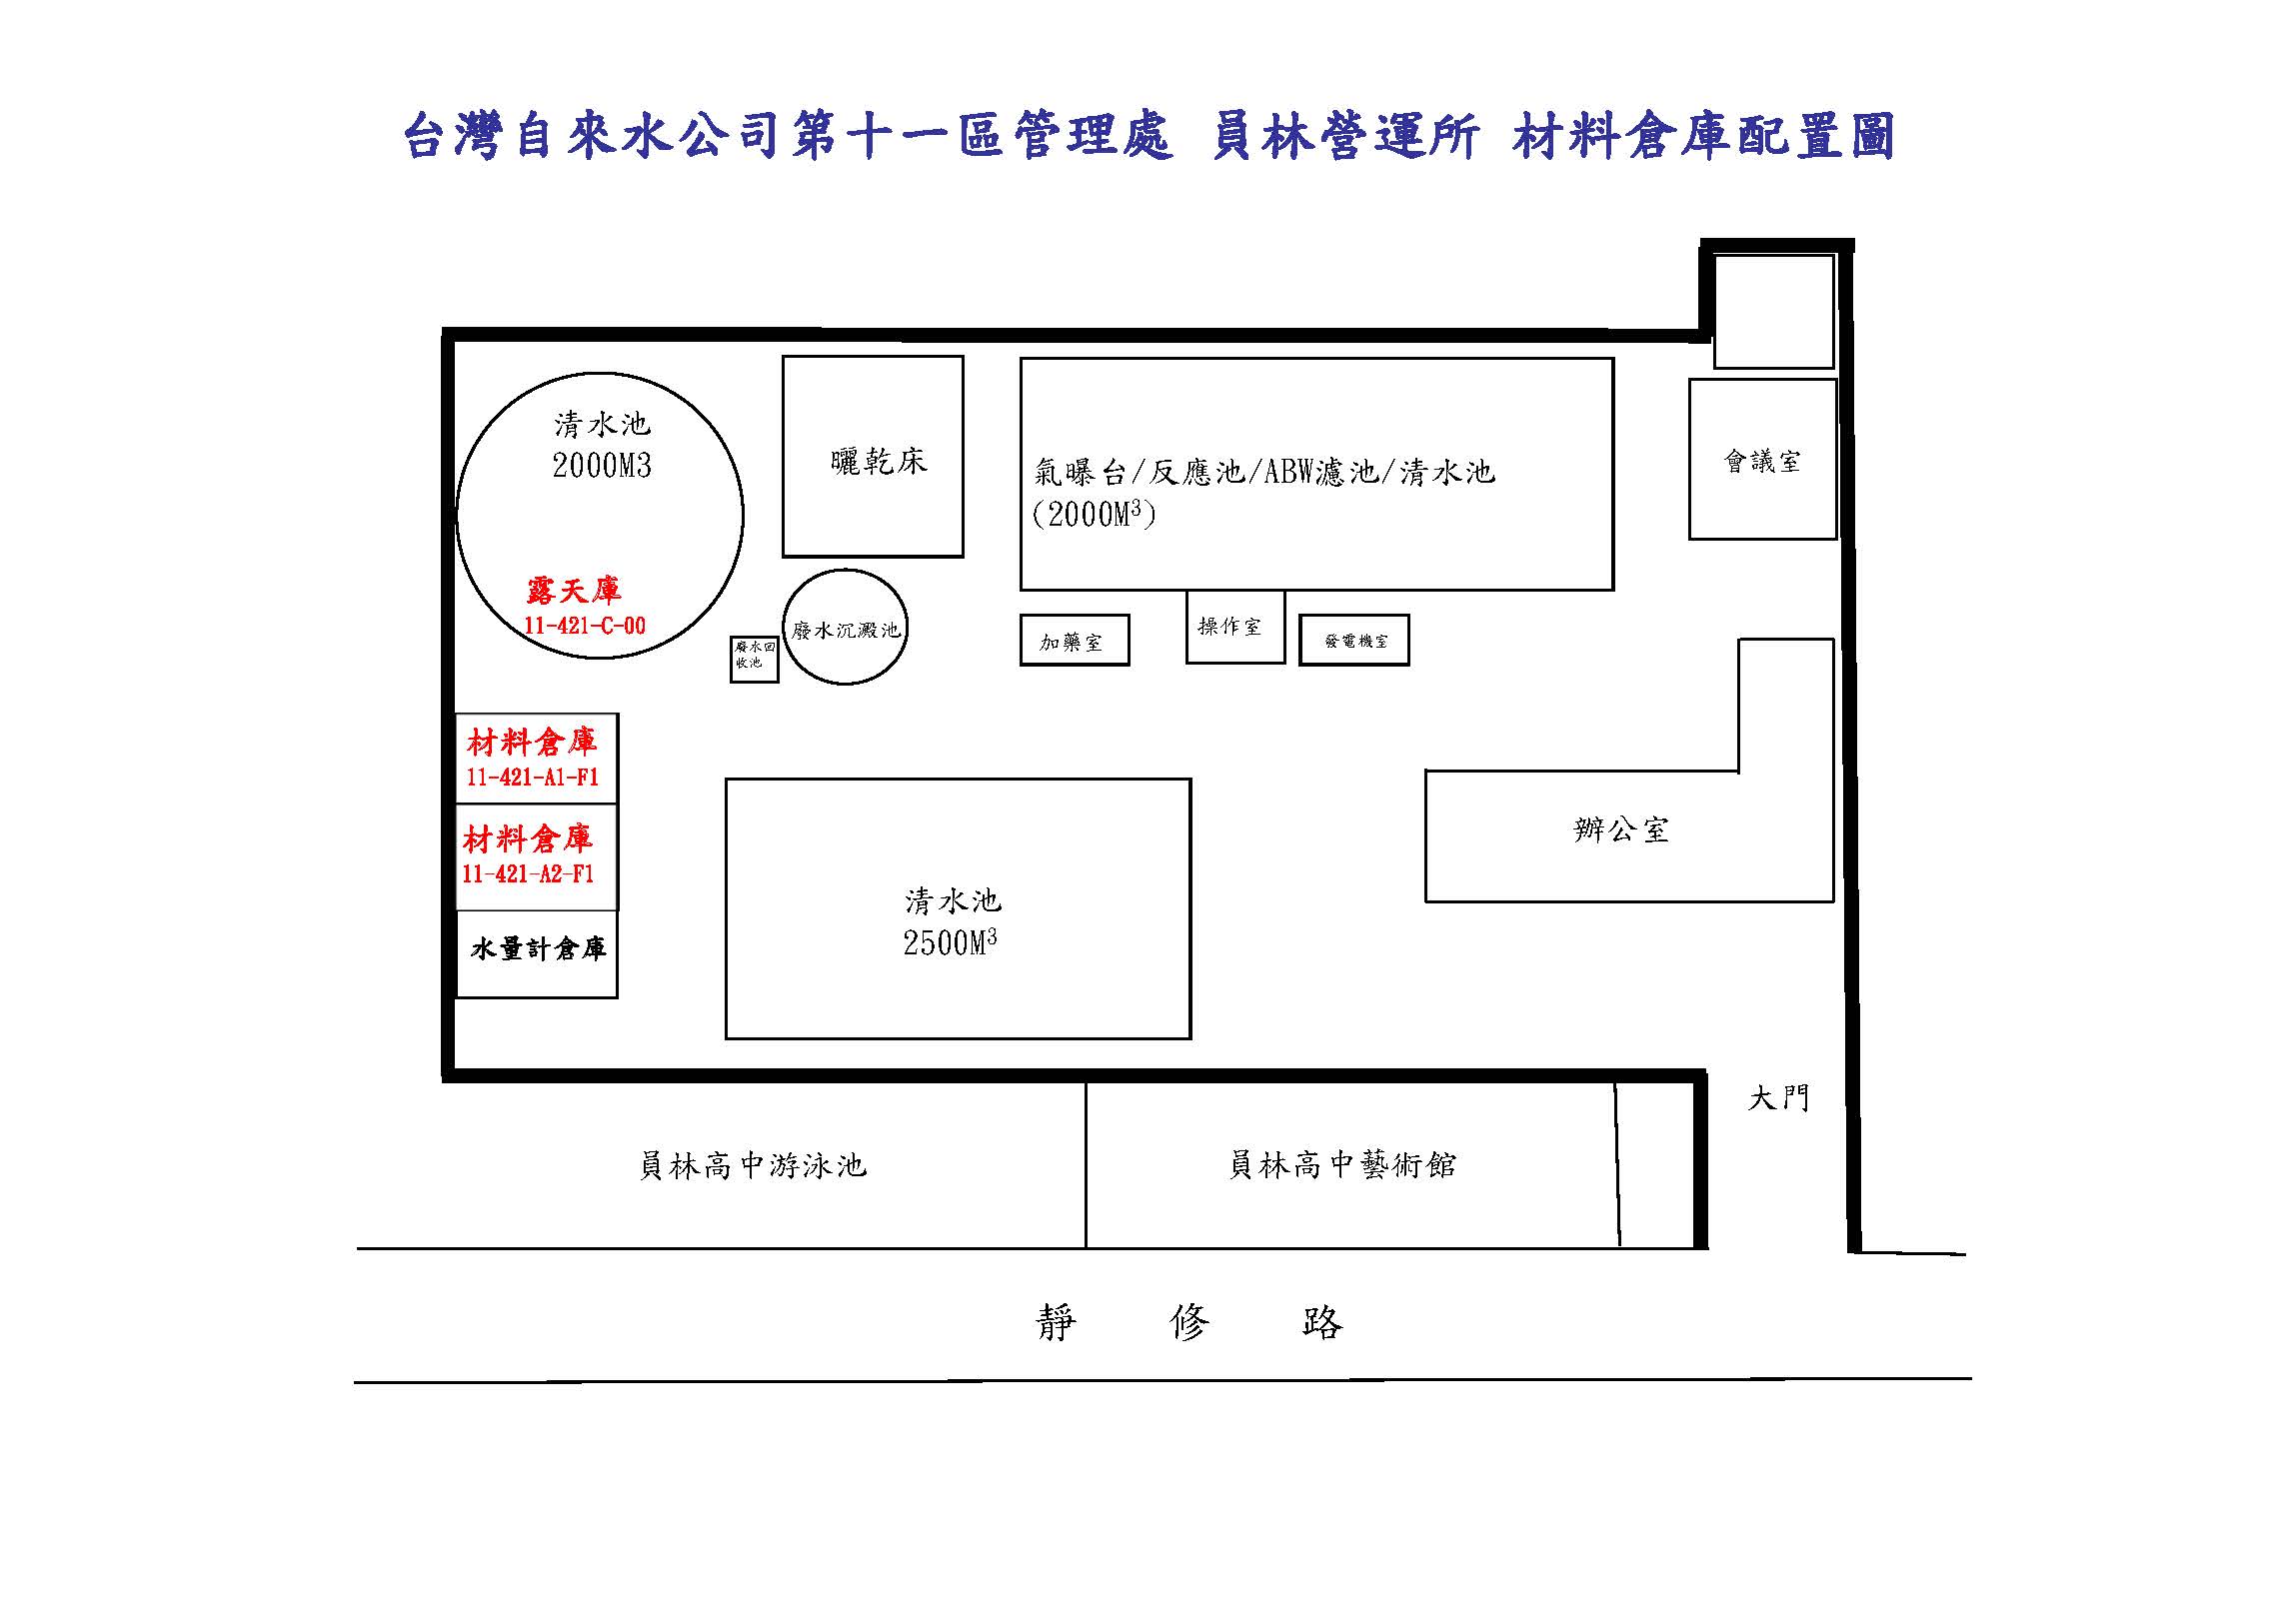 台灣自來水公司第十一區管理處 員林營運所 材料倉庫配置圖
清水池
2000M3
曬乾床
氣曝台/反應池/ABW濾池/清水池
(2000M³)
會議室
露天庫
11-421-C-00
廢水回
收池
廢水沉澱池
加藥室
操作室
發電機室
材料倉庫
11-421-A1-F1
材料倉庫
11-421-A2-F1
水量計倉庫
清水池
2500M³
辦公室
大門
員林高中游泳池
員林高中藝術館
靜 修 路